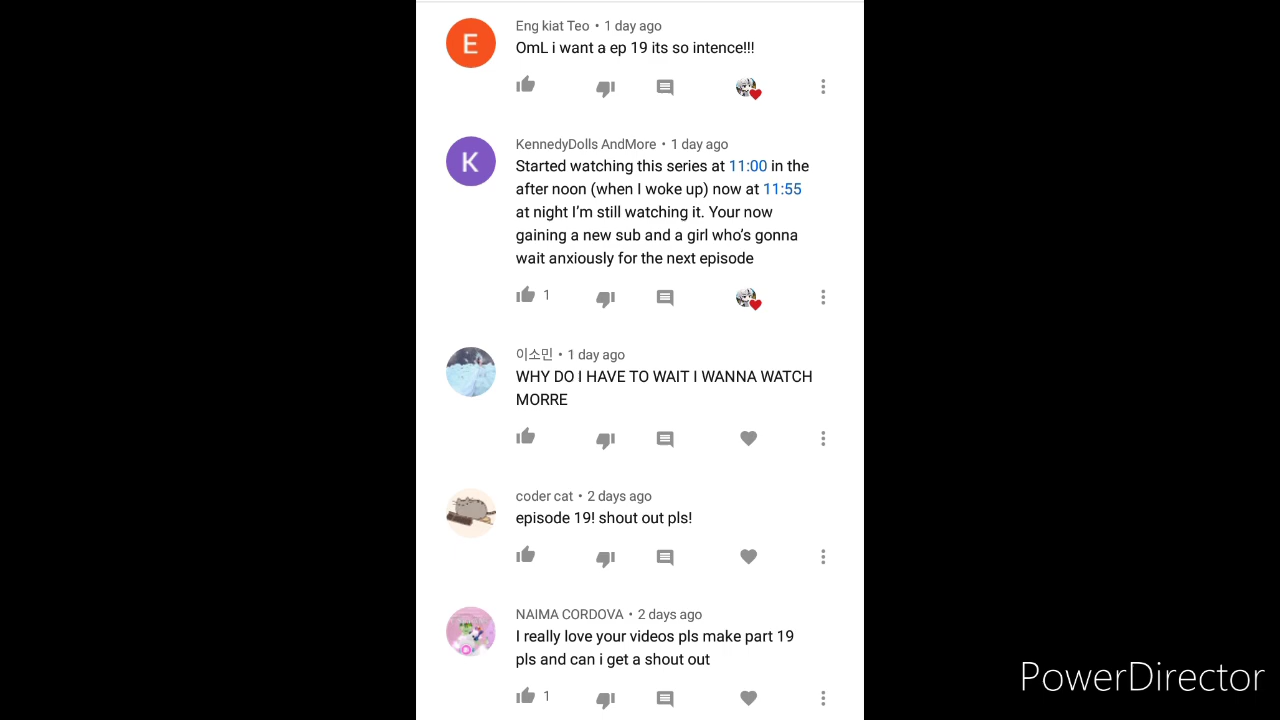 E
Eng kiat Teo • 1 day ago
OmL i want a ep 19 its so intence!!!
K
KennedyDolls AndMore • 1 day ago
Started watching this series at 11:00 in the
after noon (when I woke up) now at 11:55
at night I’m still watching it. Your now
gaining a new sub and a girl who’s gonna
wait anxiously for the next episode
1
이소민 • 1 day ago
WHY DO I HAVE TO WAIT I WANNA WATCH
MORRE
coder cat • 2 days ago
episode 19! shout out pls!
NAIMA CORDOVA • 2 days ago
I really love your videos pls make part 19
pls and can i get a shout out
1
PowerDirector